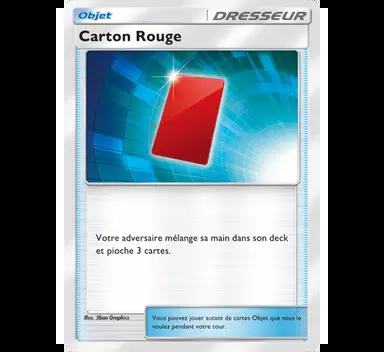 Objet
DRESSEUR
Carton Rouge
Votre adversaire mélange sa main dans son deck
et pioche 3 cartes.
Illus. 5ban Graphics
Vous pouvez jouer autant de cartes Objet que vous le
voulez pendant votre tour.